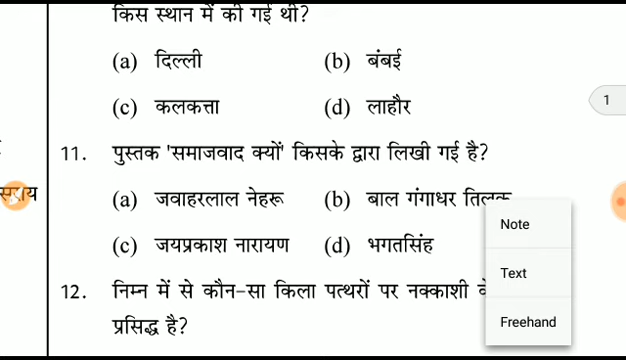 किस स्थान में की गई थी?
(a) दिल्ली (b) बंबई
(c) कलकत्ता (d) लाहौर
1
11. पुस्तक 'समाजवाद क्यों' किसके द्वारा लिखी गई है?
(a) जवाहरलाल नेहरू (b) बाल गंगाधर तिलक
Note
(c) जयप्रकाश नारायण (d) भगतसिंह
Text
12. निम्न में से कौन-सा किला पत्थरों पर नक्काशी
Freehand
प्रसिद्ध है?